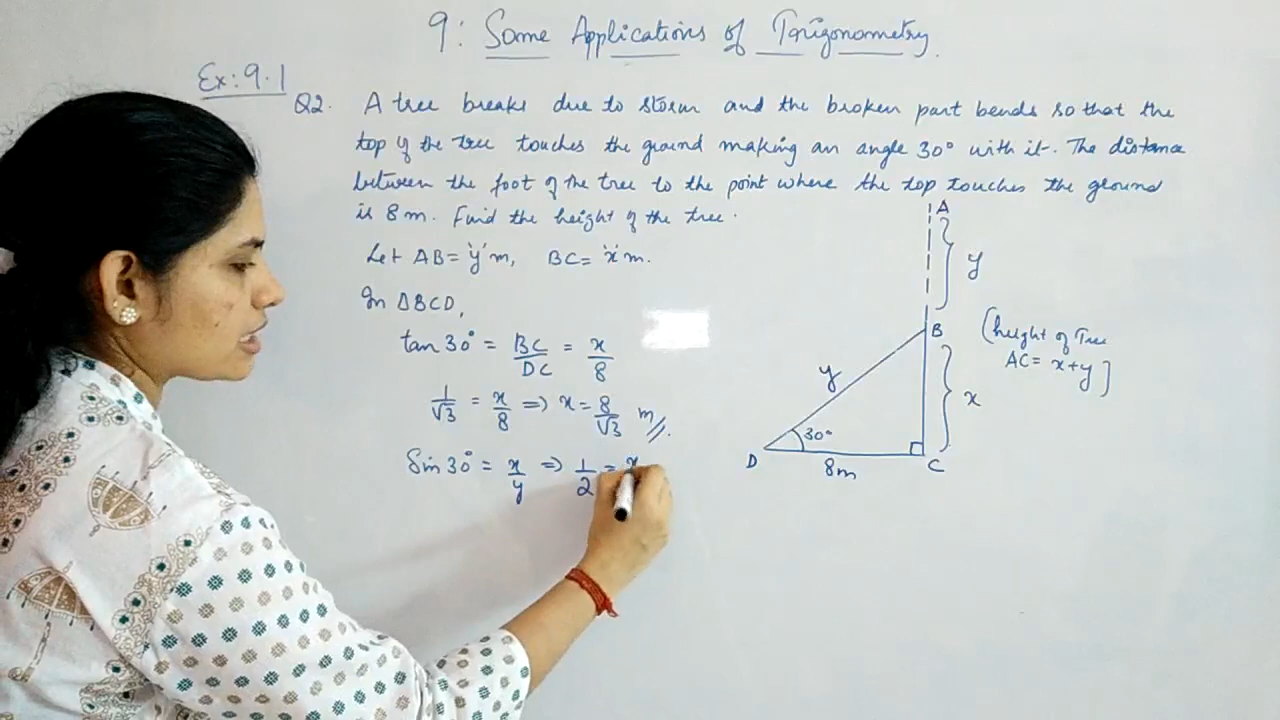 9: Some Applications of Trigonometry.
Ex: 9.1
Q2. A tree breaks due to storm and the broken part bends so that the
top of the tree touches the ground making an angle 30° with it. The distance
between the foot of the tree to the point where the top touches the ground
is 8 m. Find the height of the tree.
Let AB = 'y' m, BC = 'x' m.
In ΔBCD,
tan 30° = BC/DC = x/8
1/√3 = x/8 ⇒ x = 8/√3 m //.
Sin 30° = x/y ⇒ 1/2 = x
A
y
B
(height of Tree
AC = x+y]
y
x
30°
D
8m
C